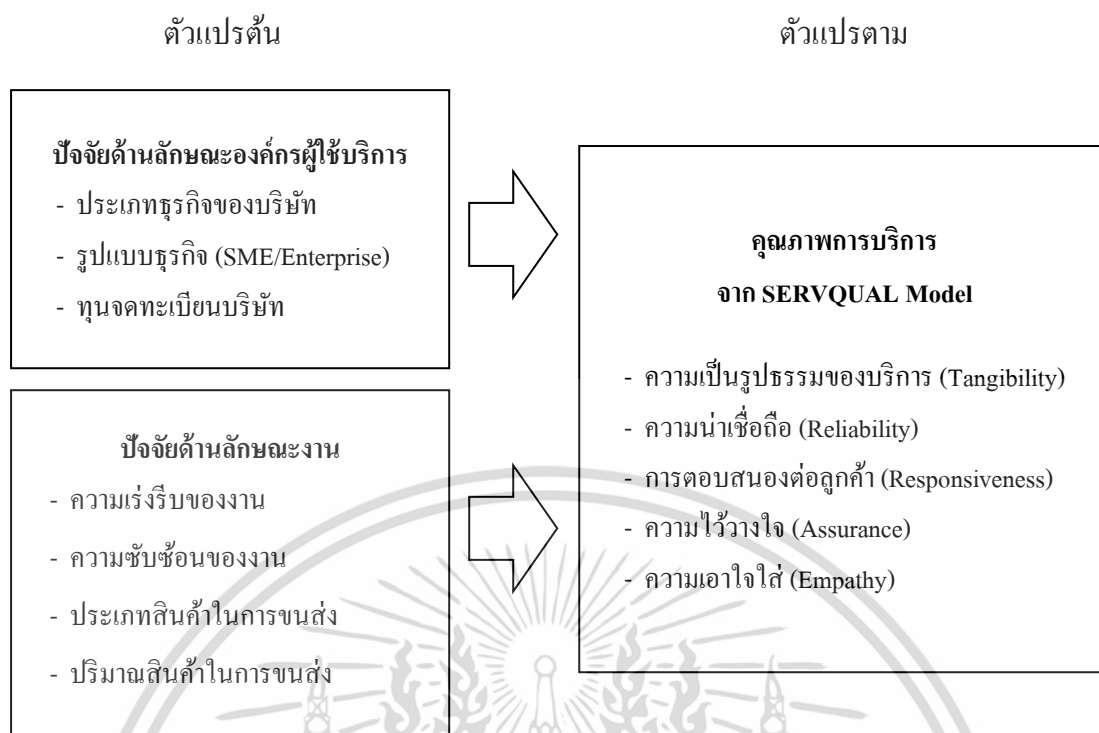 ตัวแปรต้น
ตัวแปรตาม
ปัจจัยด้านลักษณะองค์กรผู้ใช้บริการ
- ประเภทธุรกิจของบริษัท
- รูปแบบธุรกิจ (SME/Enterprise)
- ทุนจดทะเบียนบริษัท
ปัจจัยด้านลักษณะงาน
- ความเร่งรีบของงาน
- ความซับซ้อนของงาน
- ประเภทสินค้าในการขนส่ง
- ปริมาณสินค้าในการขนส่ง
คุณภาพการบริการ
จาก SERVQUAL Model
- ความเป็นรูปธรรมของบริการ (Tangibility)
- ความน่าเชื่อถือ (Reliability)
- การตอบสนองต่อลูกค้า (Responsiveness)
- ความไว้วางใจ (Assurance)
- ความเอาใจใส่ (Empathy)